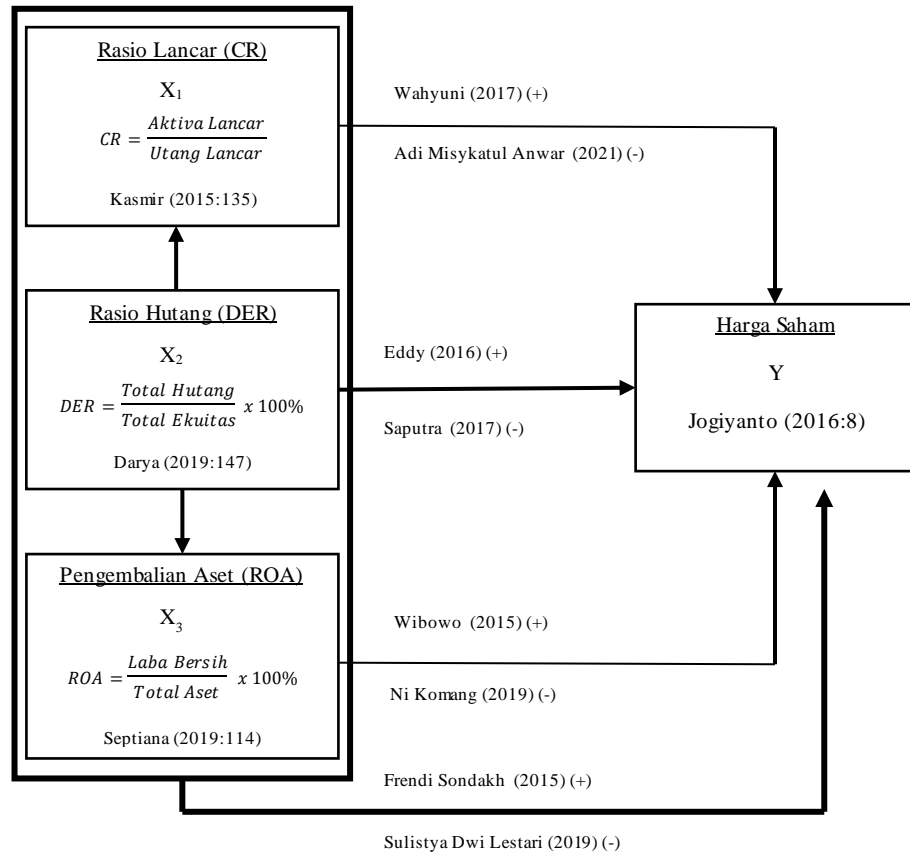 Rasio Lancar (CR)
X₁
CR = Aktiva Lancar / Utang Lancar
Kasmir (2015:135)
Wahyuni (2017) (+)
Adi Misykatul Anwar (2021) (-)
Rasio Hutang (DER)
X₂
DER = Total Hutang / Total Ekuitas x 100%
Darya (2019:147)
Eddy (2016) (+)
Saputra (2017) (-)
Harga Saham
Y
Jogiyanto (2016:8)
Pengembalian Aset (ROA)
X₃
ROA = Laba Bersih / Total Aset x 100%
Septiana (2019:114)
Wibowo (2015) (+)
Ni Komang (2019) (-)
Frendi Sondakh (2015) (+)
Sulistya Dwi Lestari (2019) (-)